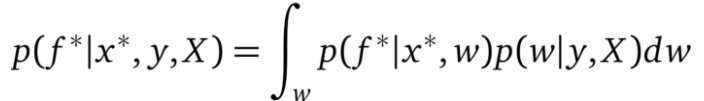 p(f*|x*, y, X) = ∫_w p(f*|x*, w)p(w|y, X)dw